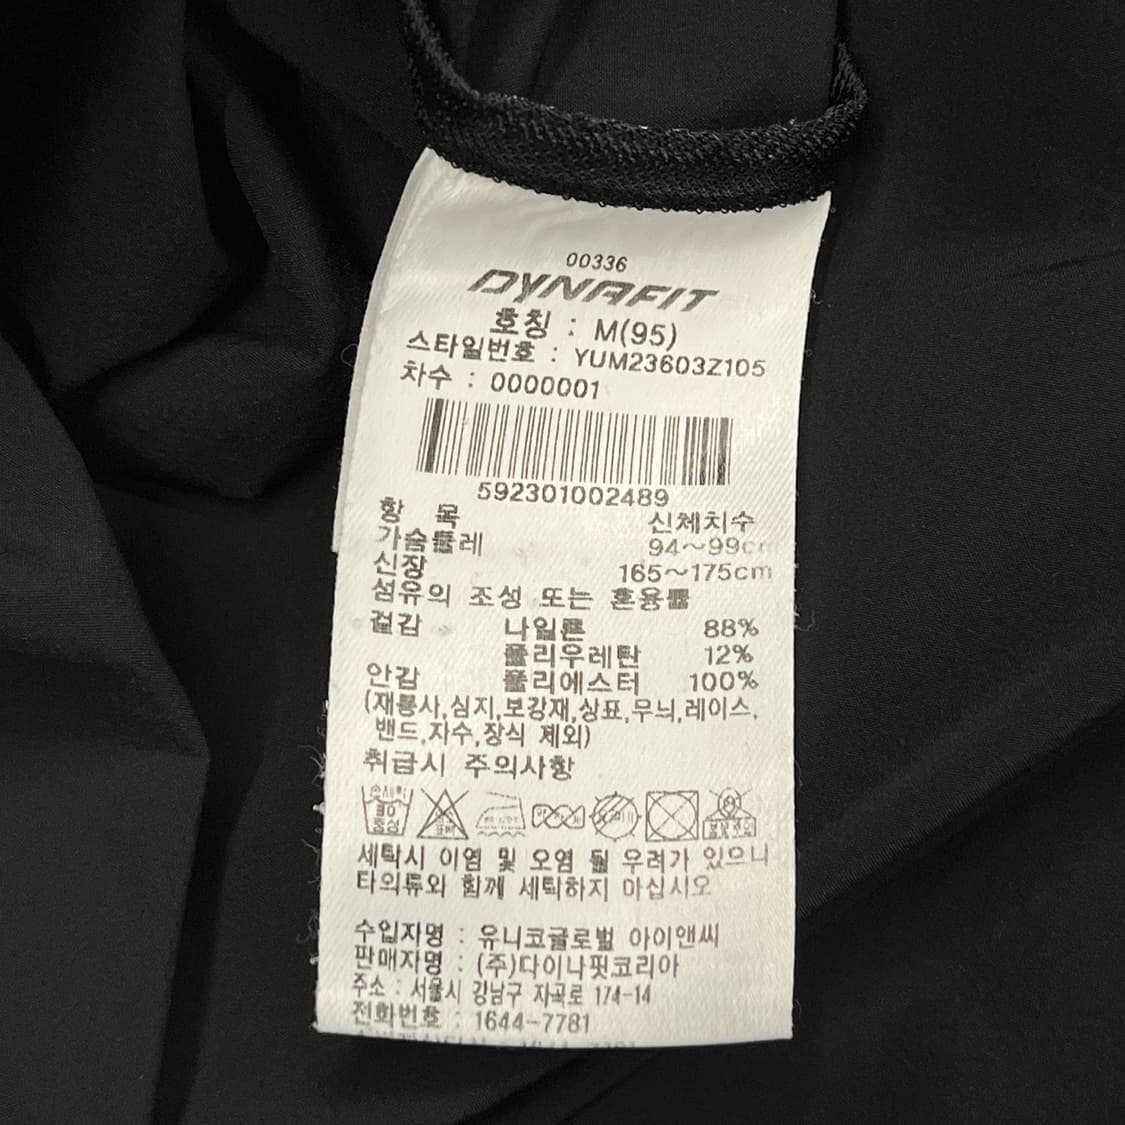 00336
DYNAFIT
호칭 : M(95)
스타일번호 : YUM23603Z105
차수 : 0000001
592301002489
항 목 신체치수
가슴둘레 94~99cm
신장 165~175cm
섬유의 조성 또는 혼용률
겉감 나일론 88%
폴리우레탄 12%
안감 폴리에스터 100%
(재봉사,심지,보강재,상표,무늬,레이스,
밴드,자수,장식 제외)
취급시 주의사항
손세탁
30
중성
세탁시 이염 및 오염 될 우려가 있으니
타의류와 함께 세탁하지 마십시오
수입자명 : 유니코글로벌 아이앤씨
판매자명 : (주)다이나핏코리아
주소 : 서울시 강남구 자곡로 174-14
전화번호 : 1644-7781